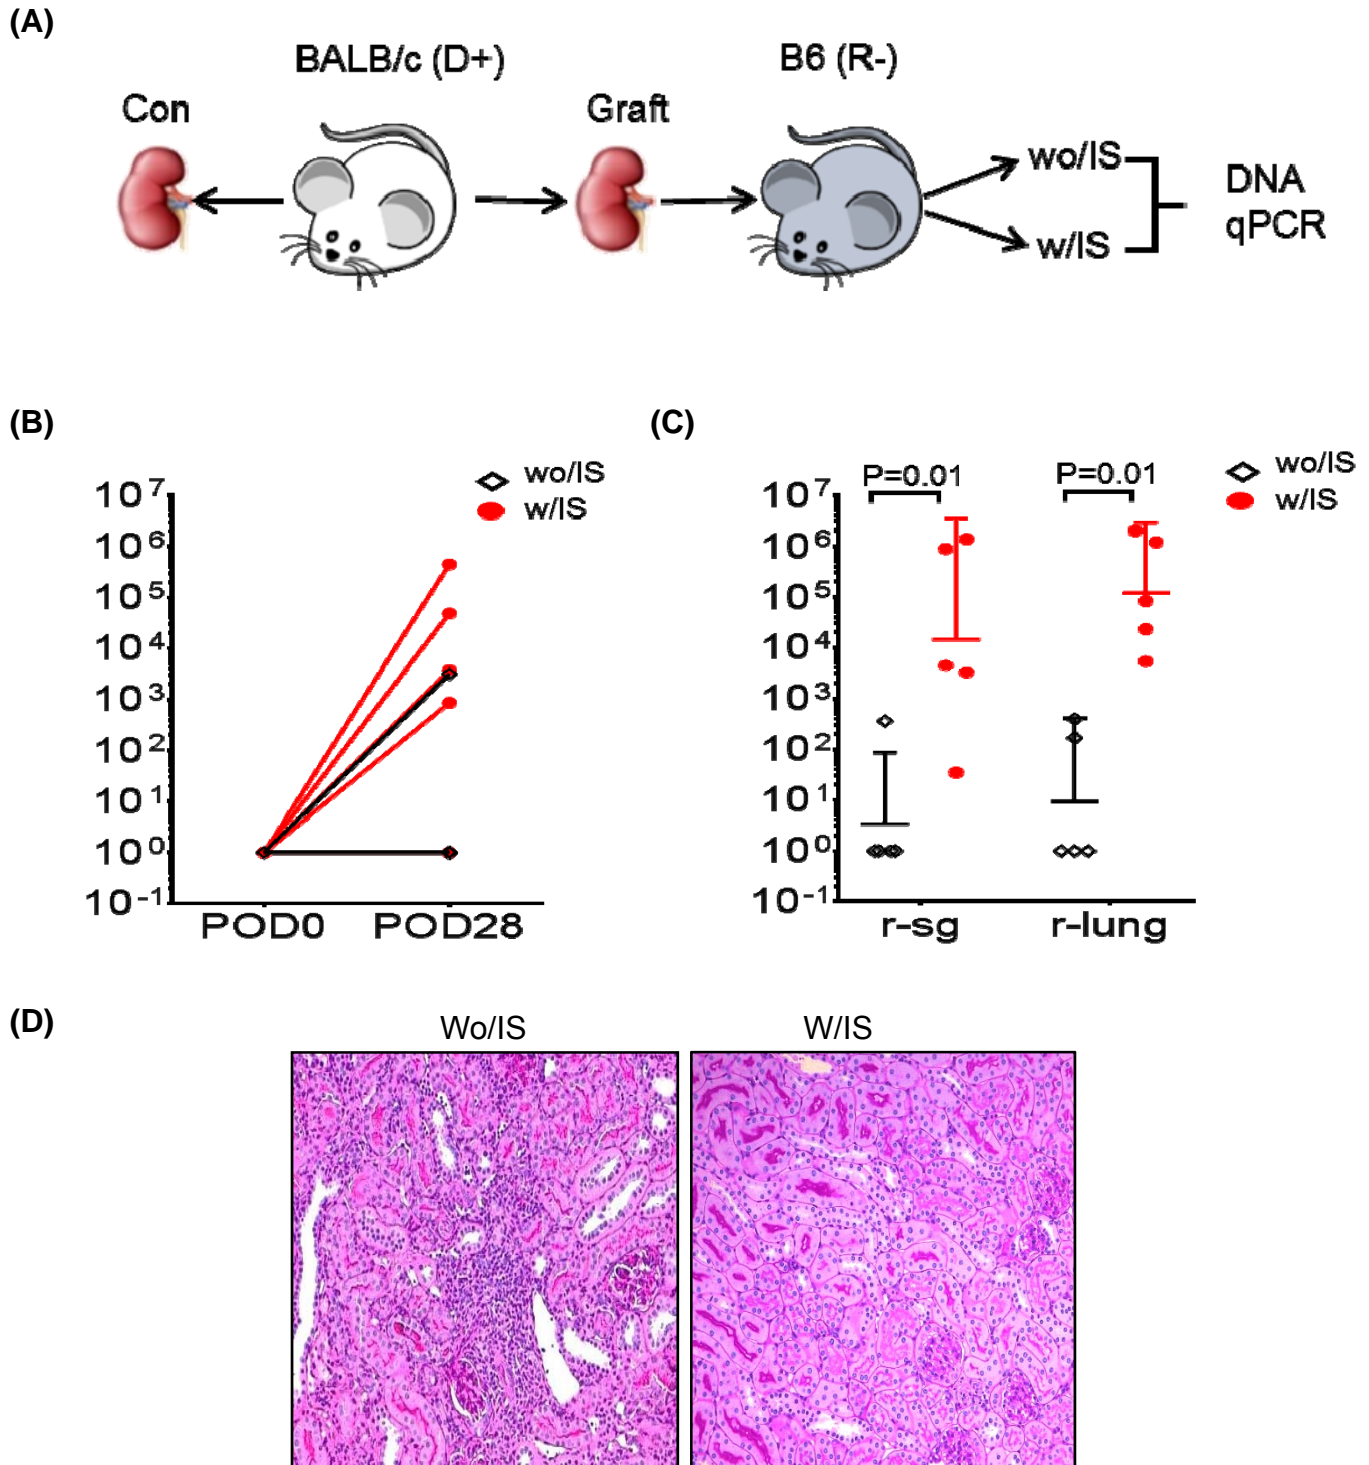 (A)
BALB/c (D+)
B6 (R-)
Con
Graft
wo/IS
w/IS
DNA
qPCR
(B)
wo/IS
w/IS
10⁷
10⁶
10⁵
10⁴
10³
10²
10¹
10⁰
10⁻¹
POD0
POD28
(C)
P=0.01
P=0.01
wo/IS
w/IS
10⁷
10⁶
10⁵
10⁴
10³
10²
10¹
10⁰
10⁻¹
r-sg
r-lung
(D)
Wo/IS
W/IS